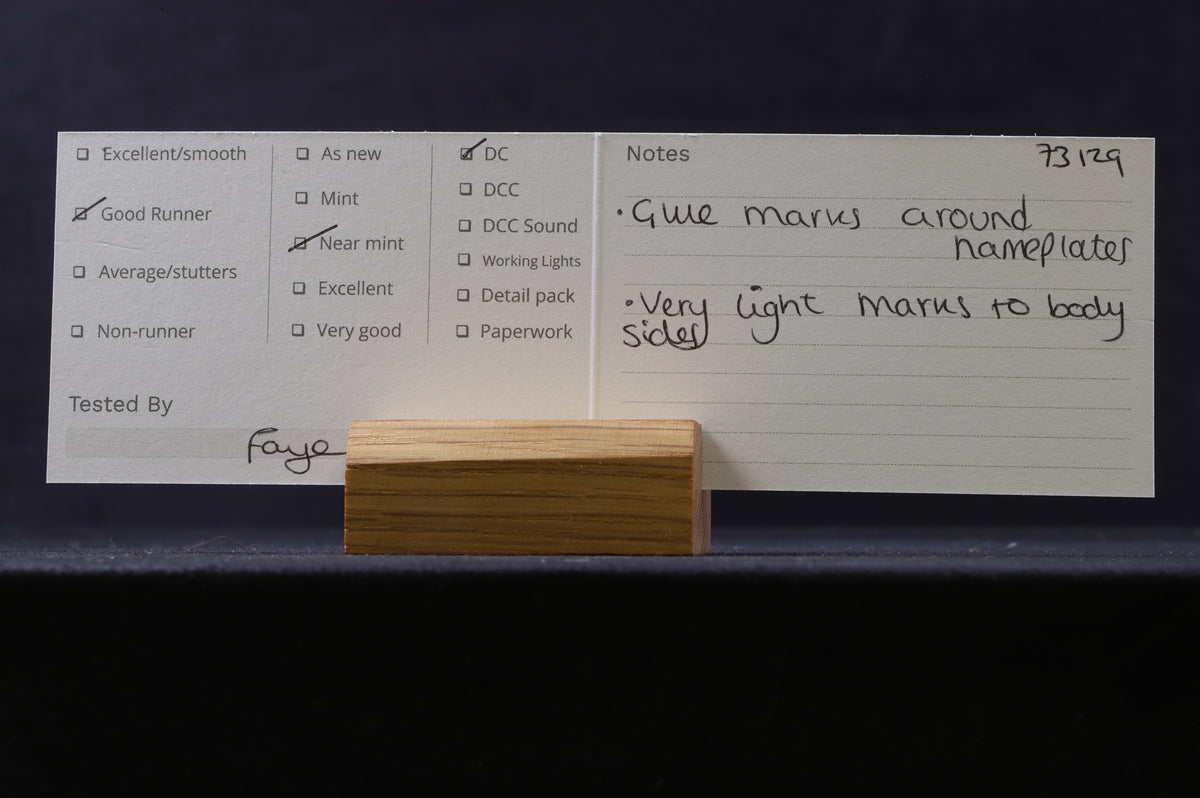 Excellent/smooth
Good Runner
Average/stutters
Non-runner
Tested By
Faye
As new
Mint
Near mint
Excellent
Very good
DC
DCC
DCC Sound
Working Lights
Detail pack
Paperwork
Notes
73129
• Glue marks around
nameplates
• Very light marks to body
sides